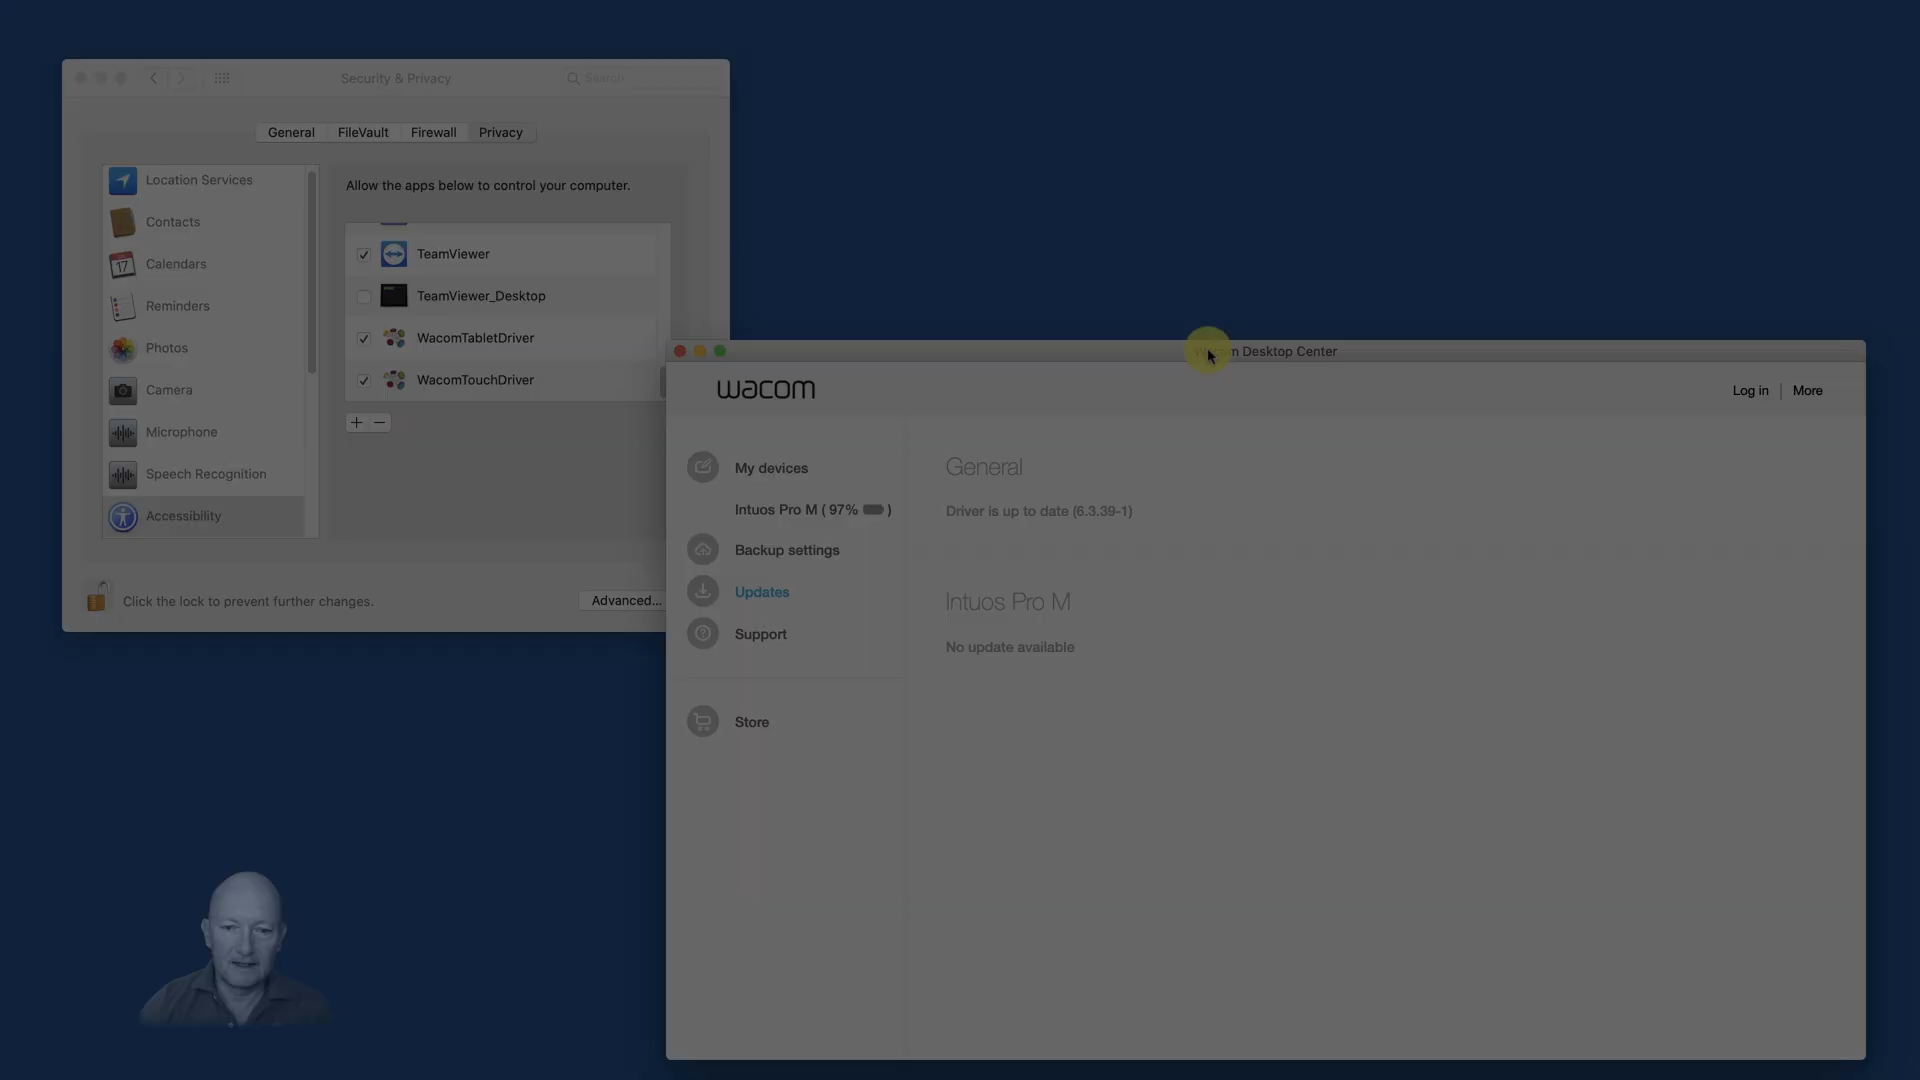 Security & Privacy
Search
General
FileVault
Firewall
Privacy
Location Services
Contacts
17
Calendars
Reminders
Photos
Camera
Microphone
Speech Recognition
Accessibility
Allow the apps below to control your computer.
TeamViewer
TeamViewer_Desktop
WacomTabletDriver
WacomTouchDriver
Click the lock to prevent further changes.
Advanced...
Wacom Desktop Center
wacom
Log in
More
My devices
Intuos Pro M ( 97% )
Backup settings
Updates
Support
Store
General
Driver is up to date (6.3.39-1)
Intuos Pro M
No update available